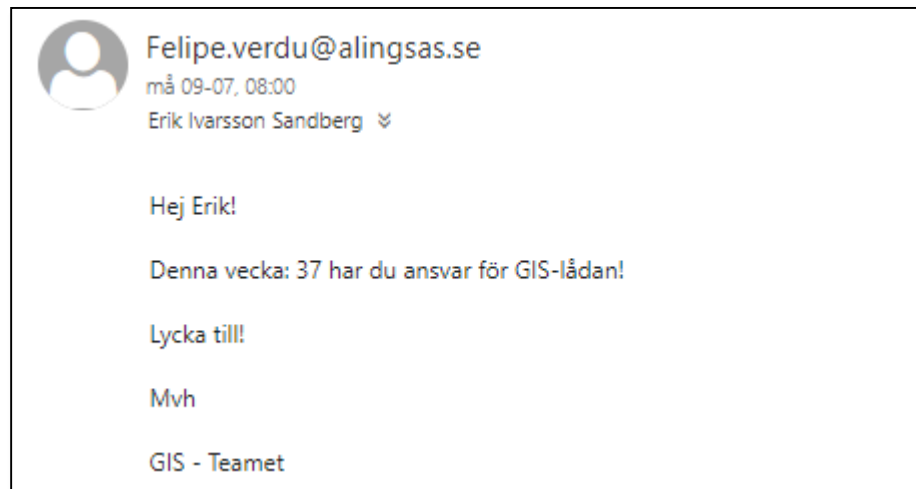 Felipe.verdu@alingsas.se
må 09-07, 08:00
Erik Ivarsson Sandberg
Hej Erik!
Denna vecka: 37 har du ansvar för GIS-lådan!
Lycka till!
Mvh
GIS - Teamet